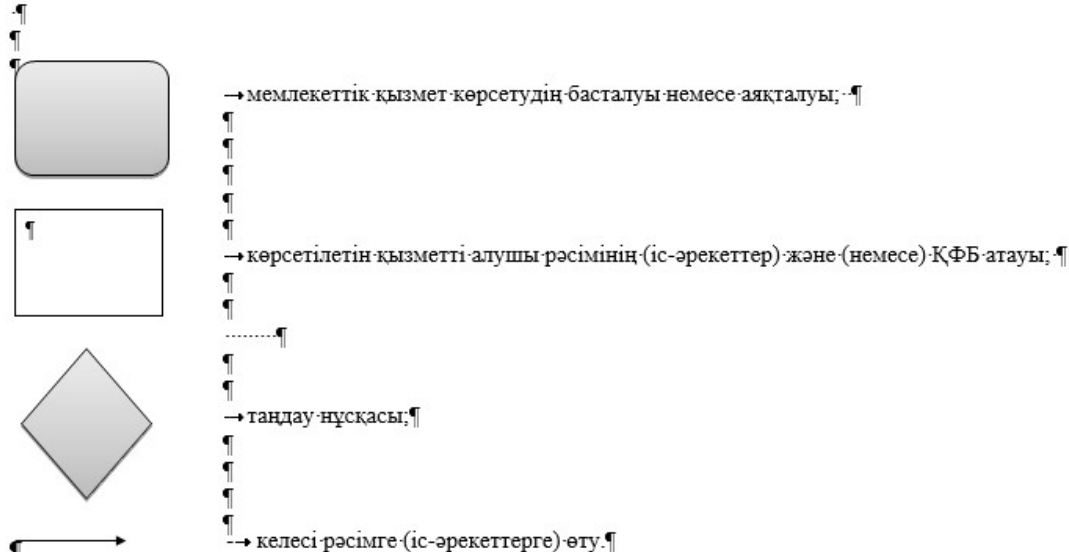 мемлекеттік қызмет көрсетудің басталуы немесе аяқталуы;
көрсетілетін қызметті алушы рәсімінің (іс-әрекеттер) және (немесе) ҚФБ атауы;
таңдау нұсқасы;
келесі рәсімге (іс-әрекеттерге) өту.